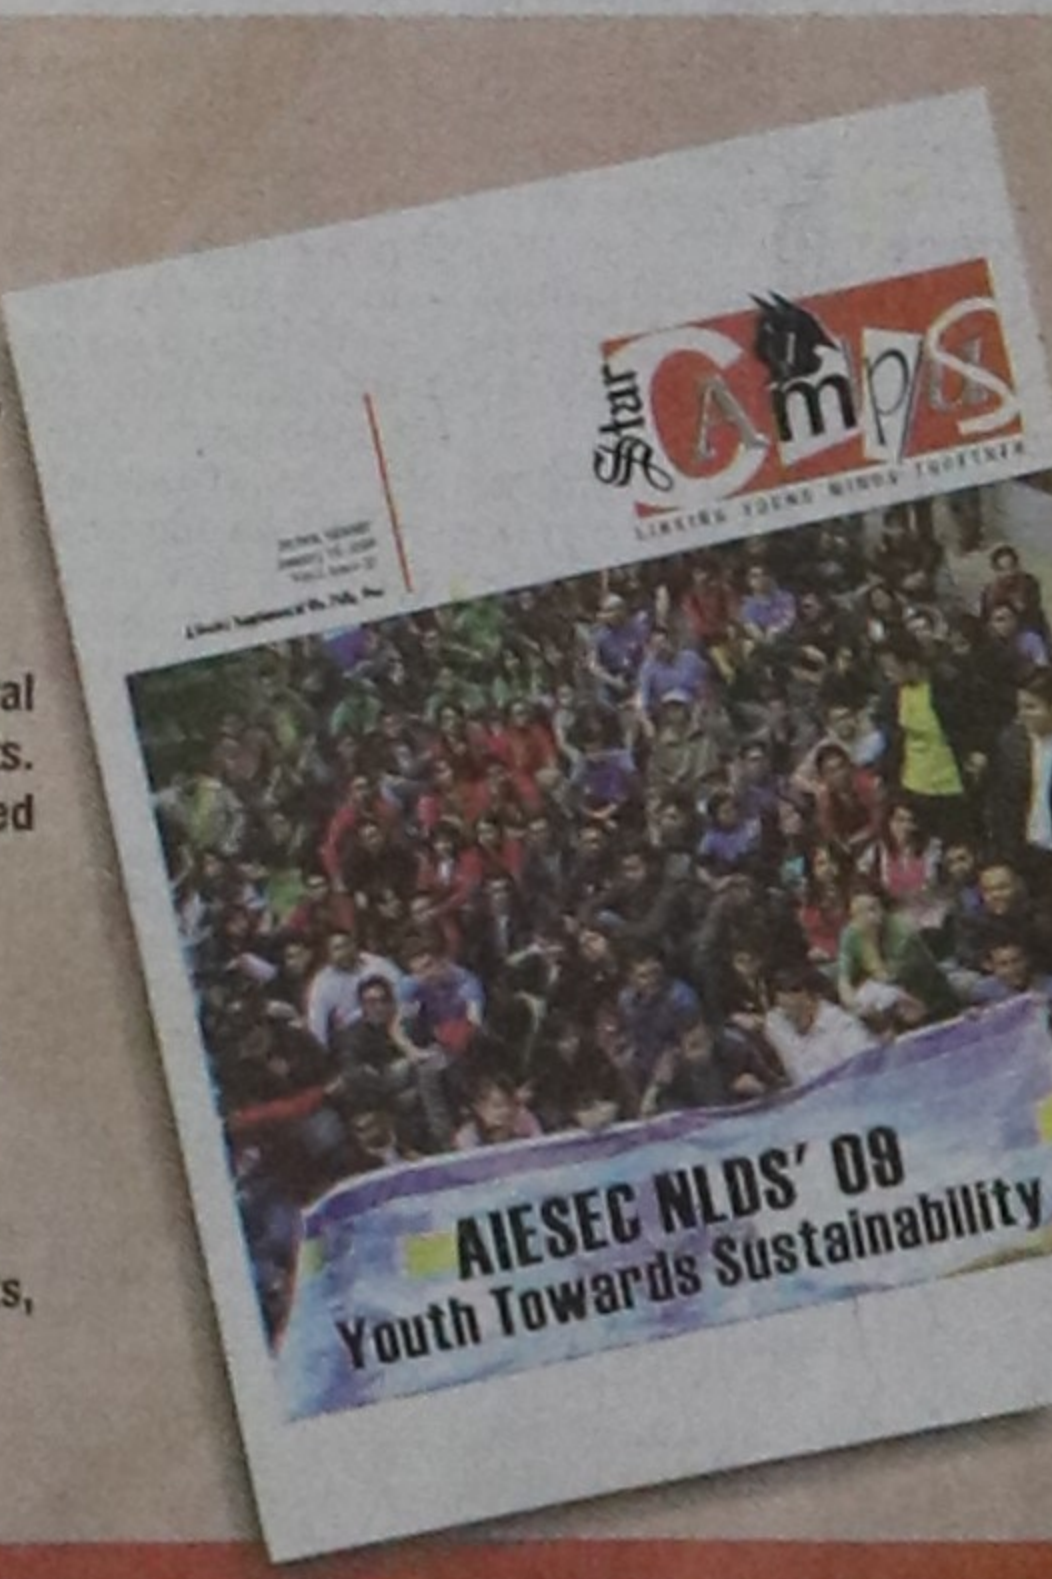 al
s.
ed
s,
Star Campus
LINKING YOUNG MINDS TOGETHER
AIESEC NLDS' 09
Youth Towards Sustainability